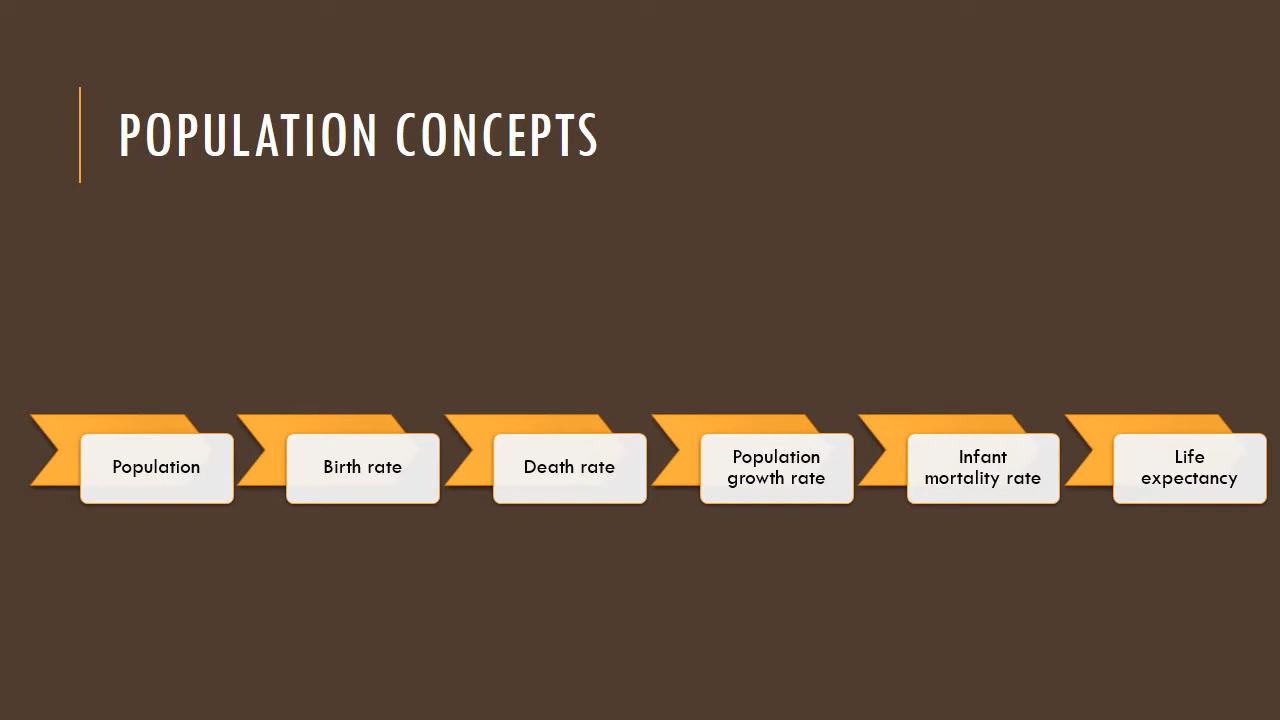 POPULATION CONCEPTS
Population
Birth rate
Death rate
Population
growth rate
Infant
mortality rate
Life
expectancy